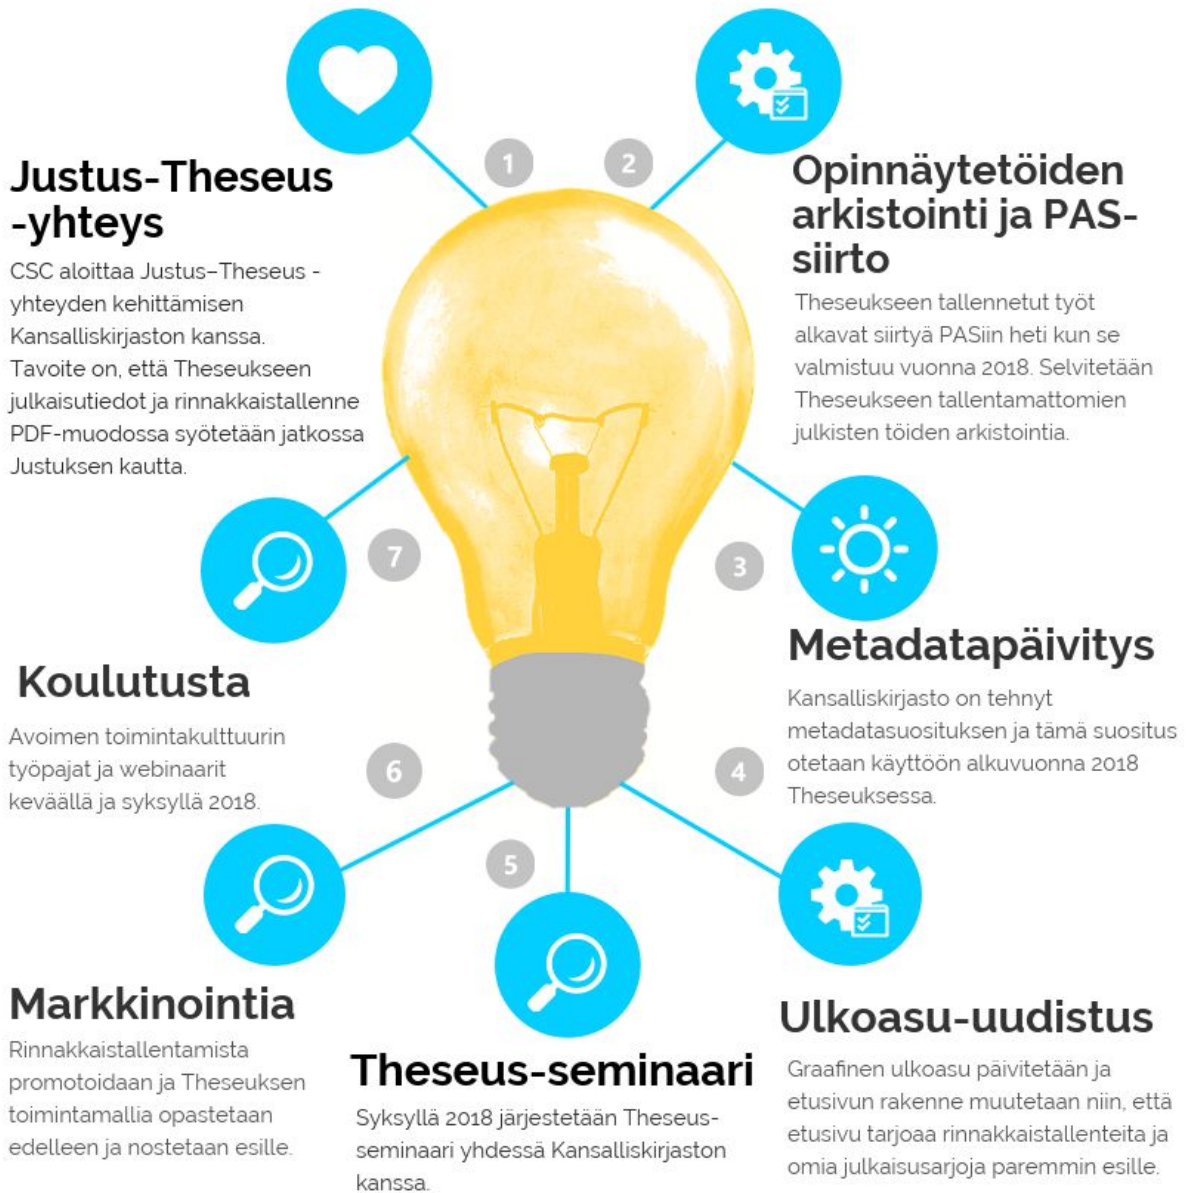 1
Justus-Theseus
-yhteys
CSC aloittaa Justus–Theseus -
yhteyden kehittämisen
Kansalliskirjaston kanssa.
Tavoite on, että Theseukseen
julkaisutiedot ja rinnakkaistallenne
PDF-muodossa syötetään jatkossa
Justuksen kautta.
2
Opinnäytetöiden
arkistointi ja PAS-
siirto
Theseukseen tallennetut työt
alkavat siirtyä PASiin heti kun se
valmistuu vuonna 2018. Selvitetään
Theseukseen tallentamattomien
julkisten töiden arkistointia.
3
Metadatapäivitys
Kansalliskirjasto on tehnyt
metadatasuosituksen ja tämä suositus
otetaan käyttöön alkuvuonna 2018
Theseuksessa.
4
Ulkoasu-uudistus
Graafinen ulkoasu päivitetään ja
etusivun rakenne muutetaan niin, että
etusivu tarjoaa rinnakkaistallenteita ja
omia julkaisusarjoja paremmin esille.
5
Theseus-seminaari
Syksyllä 2018 järjestetään Theseus-
seminaari yhdessä Kansalliskirjaston
kanssa.
6
Markkinointia
Rinnakkaistallentamista
promotoidaan ja Theseuksen
toimintamallia opastetaan
edelleen ja nostetaan esille.
7
Koulutusta
Avoimen toimintakulttuurin
työpajat ja webinaarit
keväällä ja syksyllä 2018.